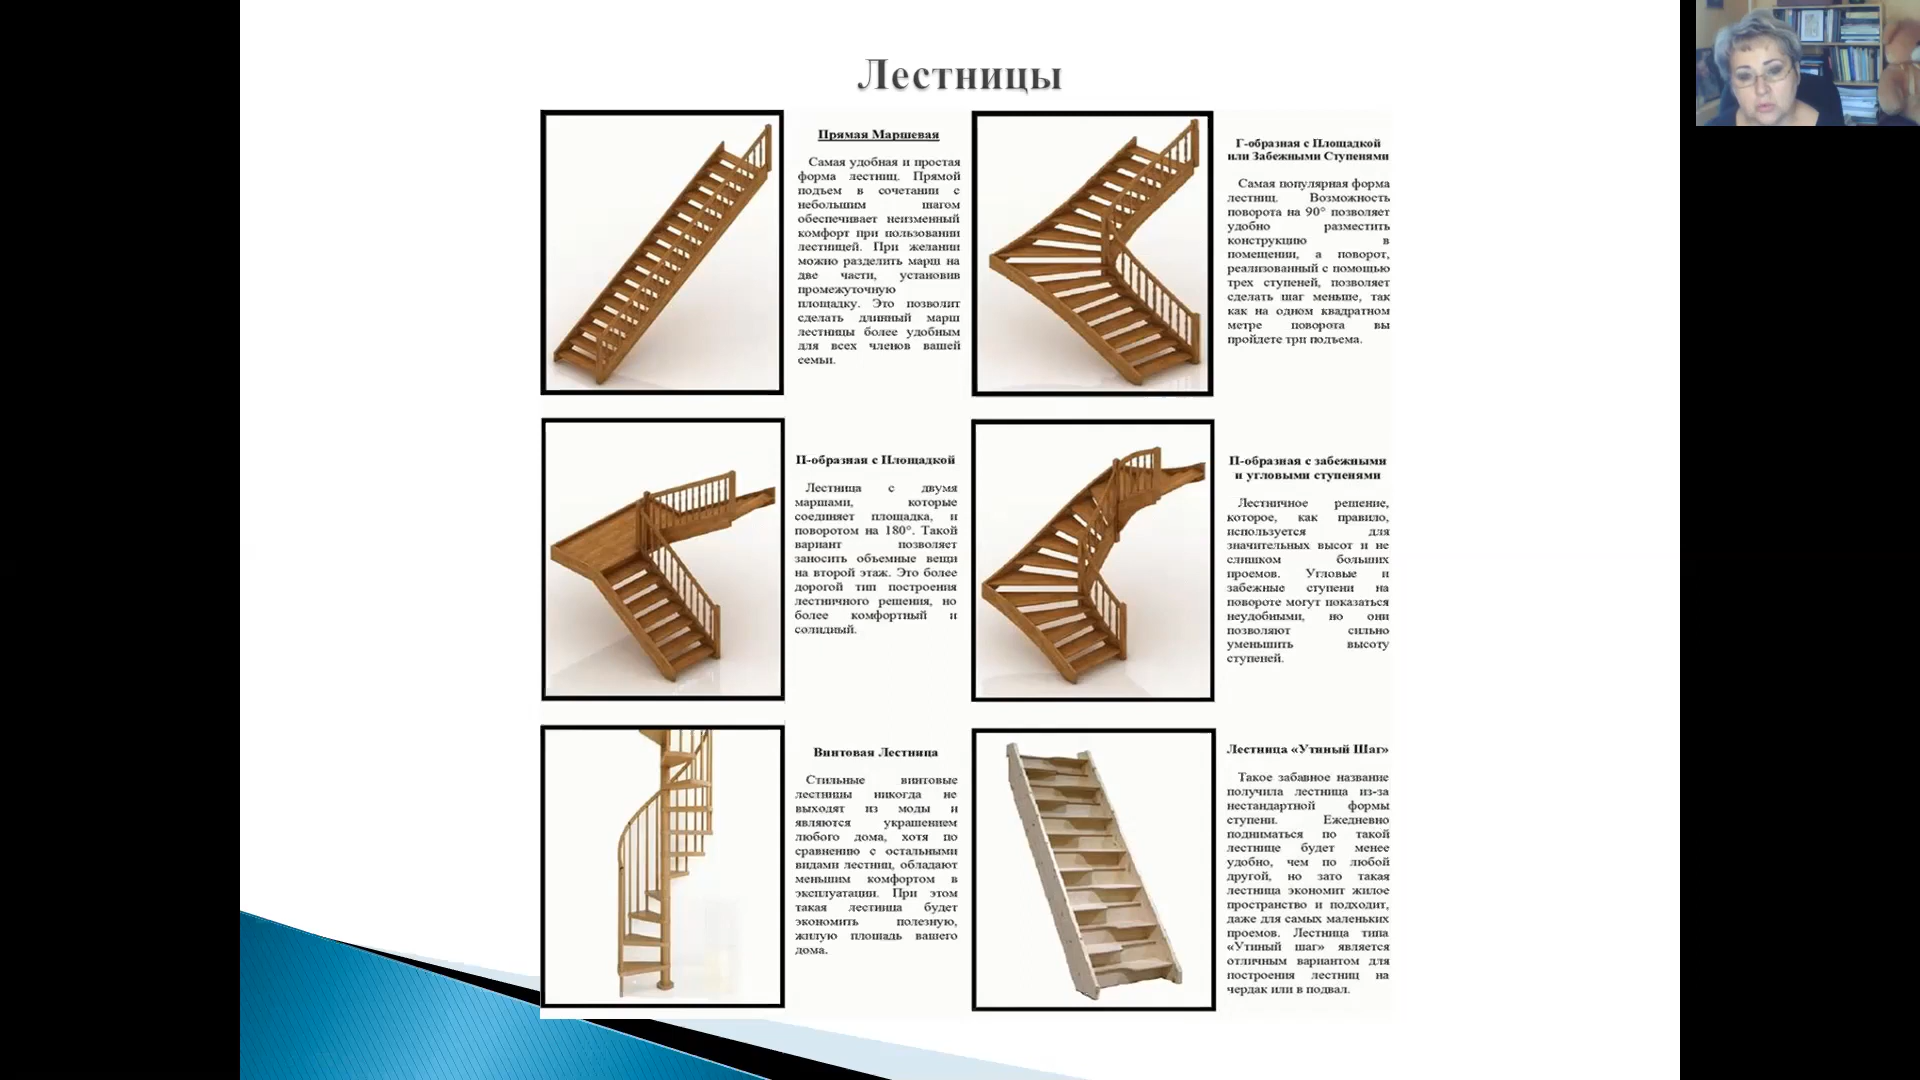 Лестницы
Прямая Маршевая
Самая удобная и простая
форма лестниц. Прямой
подъем в сочетании с
небольшим шагом
обеспечивает неизменный
комфорт при пользовании
лестницей. При желании
можно разделить марш на
две части, установив
промежуточную
площадку. Это позволит
сделать длинный марш
лестницы более удобным
для всех членов вашей
семьи.
Г-образная с Площадкой
или Забежными Ступенями
Самая популярная форма
лестниц. Возможность
поворота на 90° позволяет
удобно разместить
конструкцию в
помещении, а поворот,
реализованный с помощью
трех ступеней, позволяет
сделать шаг меньше, так
как на одном квадратном
метре поворота вы
пройдете три подъема.
П-образная с Площадкой
Лестница с двумя
маршами, которые
соединяет площадка, и
поворотом на 180°. Такой
вариант позволяет
заносить объемные вещи
на второй этаж. Это более
дорогой тип построения
лестничного решения, но
более комфортный и
солидный.
П-образная с забежными
и угловыми ступенями
Лестничное решение,
которое, как правило,
используется для
значительных высот и не
слишком больших
проемов. Угловые и
забежные ступени на
повороте могут показаться
неудобными, но они
позволяют сильно
уменьшить высоту
ступеней.
Винтовая Лестница
Стильные винтовые
лестницы никогда не
выходят из моды и
являются украшением
любого дома, хотя по
сравнению с остальными
видами лестниц, обладают
меньшим комфортом в
эксплуатации. При этом
такая лестница будет
экономить полезную,
жилую площадь вашего
дома.
Лестница «Утиный Шаг»
Такое забавное название
получила лестница из-за
нестандартной формы
ступени. Ежедневно
подниматься по такой
лестнице будет менее
удобно, чем по любой
другой, но зато такая
лестница экономит жилое
пространство и подходит,
даже для самых маленьких
проемов. Лестница типа
«Утиный шаг» является
отличным вариантом для
построения лестниц на
чердак или в подвал.